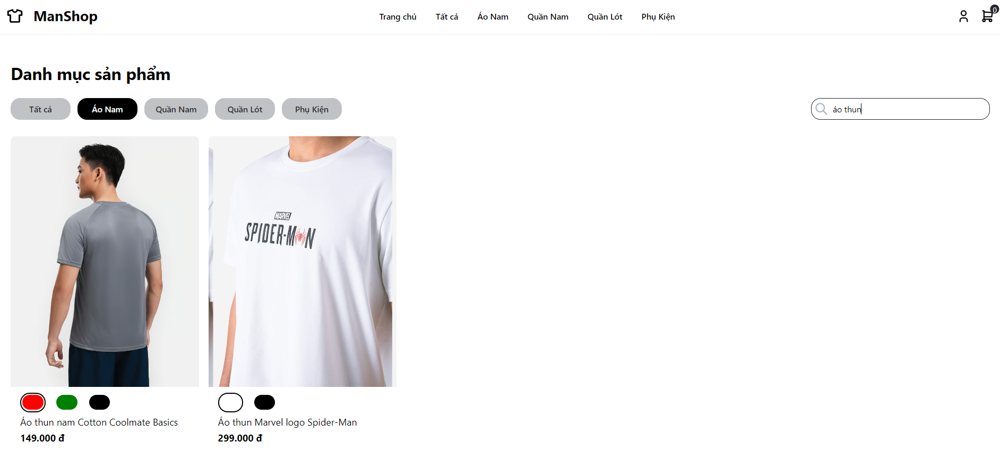 ManShop
Trang chủ
Tất cả
Áo Nam
Quần Nam
Quần Lót
Phụ Kiện
0
Danh mục sản phẩm
Tất cả
Áo Nam
Quần Nam
Quần Lót
Phụ Kiện
áo thun
MARVEL
SPIDER-MAN
Áo thun nam Cotton Coolmate Basics
149.000 đ
Áo thun Marvel logo Spider-Man
299.000 đ